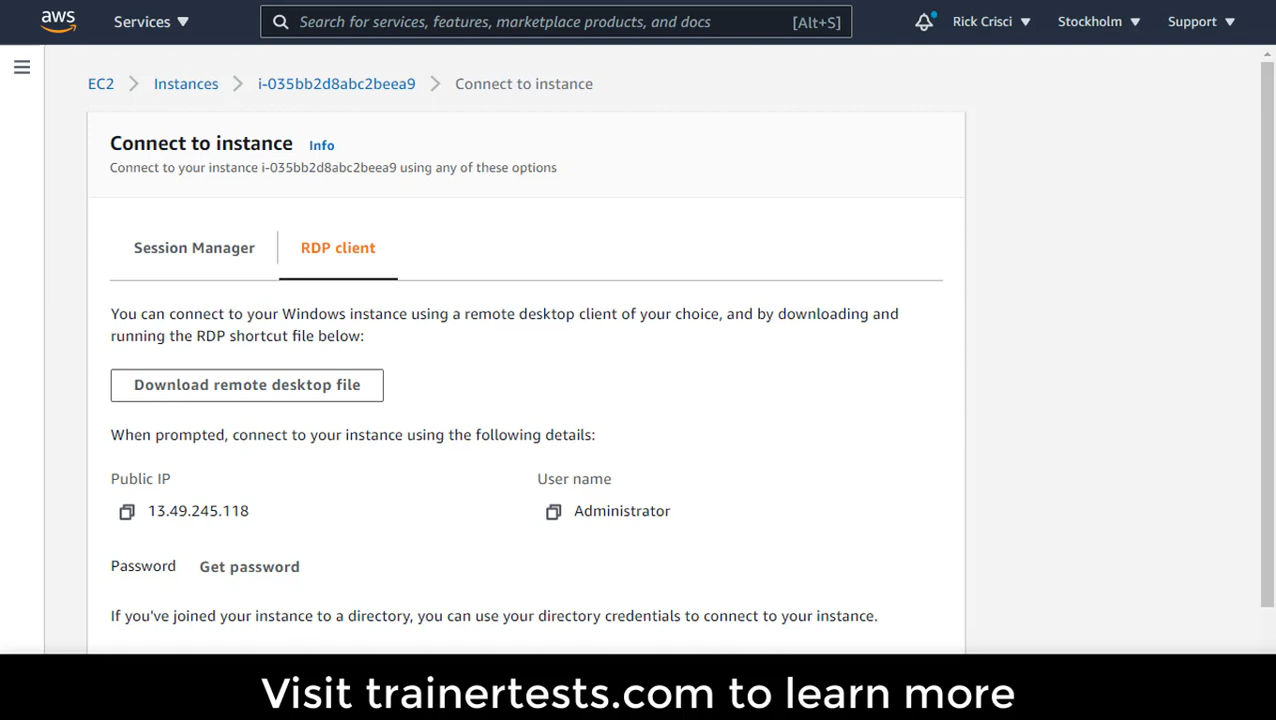 aws Services ▼ Search for services, features, marketplace products, and docs [Alt+S] Rick Crisci ▼ Stockholm ▼ Support ▼
EC2 > Instances > i-035bb2d8abc2beea9 > Connect to instance
Connect to instance Info
Connect to your instance i-035bb2d8abc2beea9 using any of these options
Session Manager RDP client
You can connect to your Windows instance using a remote desktop client of your choice, and by downloading and
running the RDP shortcut file below:
Download remote desktop file
When prompted, connect to your instance using the following details:
Public IP User name
13.49.245.118 Administrator
Password Get password
If you've joined your instance to a directory, you can use your directory credentials to connect to your instance.
Visit trainertests.com to learn more